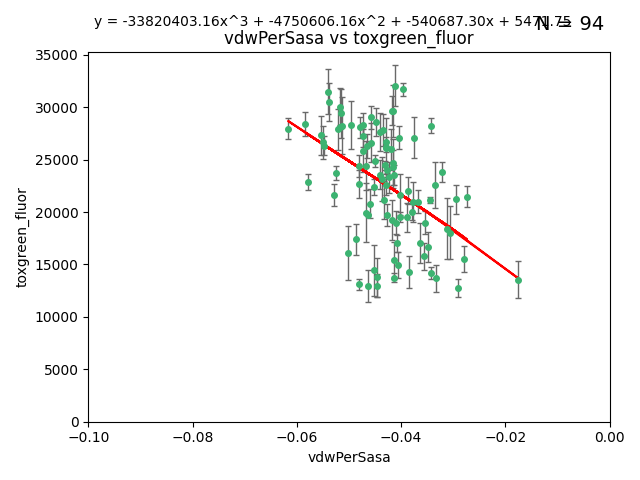 y = -33820403.16x^3 + -4750606.16x^2 + -540687.30x + 5471.75
N = 94
vdwPerSasa vs toxgreen_fluor
35000
30000
25000
20000
15000
10000
5000
0
toxgreen_fluor
−0.10 −0.08 −0.06 −0.04 −0.02 0.00
vdwPerSasa